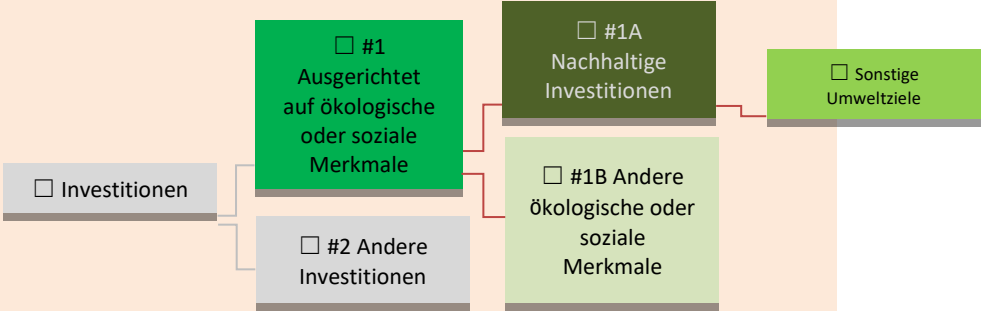 ☐ Investitionen
☐ #1
Ausgerichtet
auf ökologische
oder soziale
Merkmale
☐ #2 Andere
Investitionen
☐ #1A
Nachhaltige
Investitionen
☐ #1B Andere
ökologische oder
soziale
Merkmale
☐ Sonstige
Umweltziele